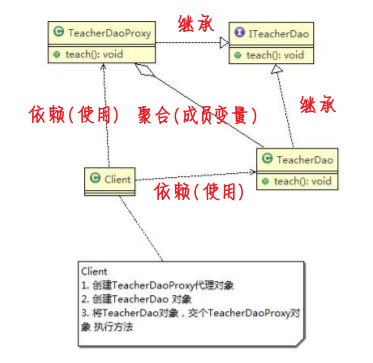 继承
TeacherDaoProxy
teach(): void
ITeacherDao
teach(): void
继承
依赖(使用)
聚合(成员变量)
TeacherDao
teach(): void
Client
依赖(使用)
Client
1. 创建TeacherDaoProxy代理对象
2. 创建TeacherDao 对象
3. 将TeacherDao对象，交个TeacherDaoProxy对
象 执行方法